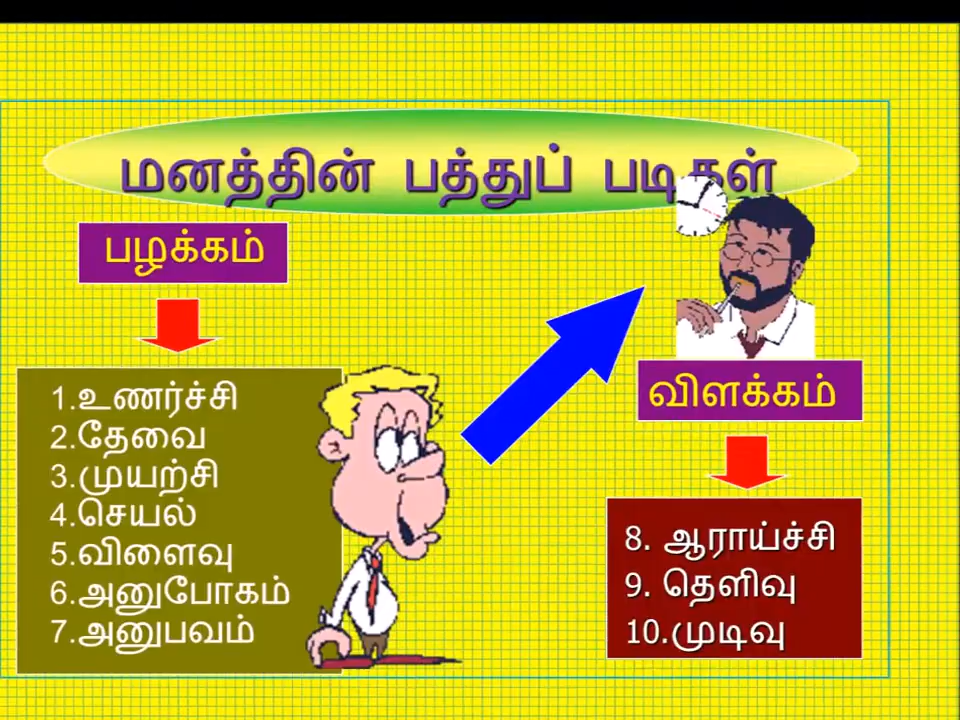 மனத்தின் பத்துப் படிகள்
பழக்கம்
1.உணர்ச்சி
2.தேவை
3.முயற்சி
4.செயல்
5.விளைவு
6.அனுபோகம்
7.அனுபவம்
விளக்கம்
8. ஆராய்ச்சி
9. தெளிவு
10.முடிவு